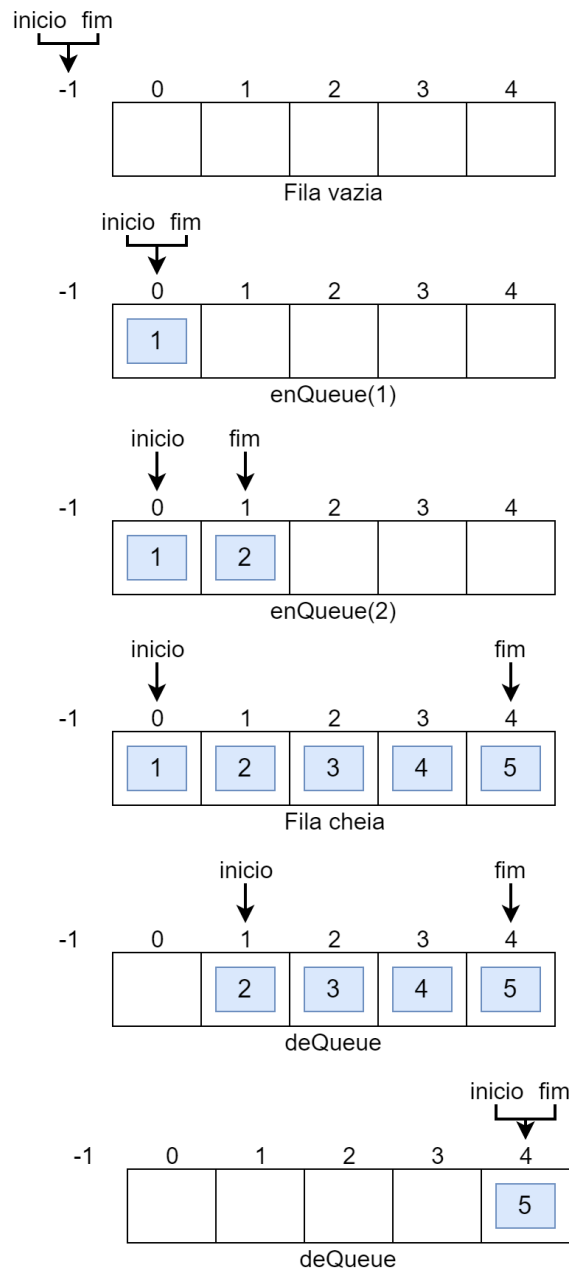 inicio fim
-1 0 1 2 3 4
Fila vazia
inicio fim
-1 0 1 2 3 4
1
enQueue(1)
inicio fim
-1 0 1 2 3 4
1 2
enQueue(2)
inicio fim
-1 0 1 2 3 4
1 2 3 4 5
Fila cheia
inicio fim
-1 0 1 2 3 4
2 3 4 5
deQueue
inicio fim
-1 0 1 2 3 4
5
deQueue